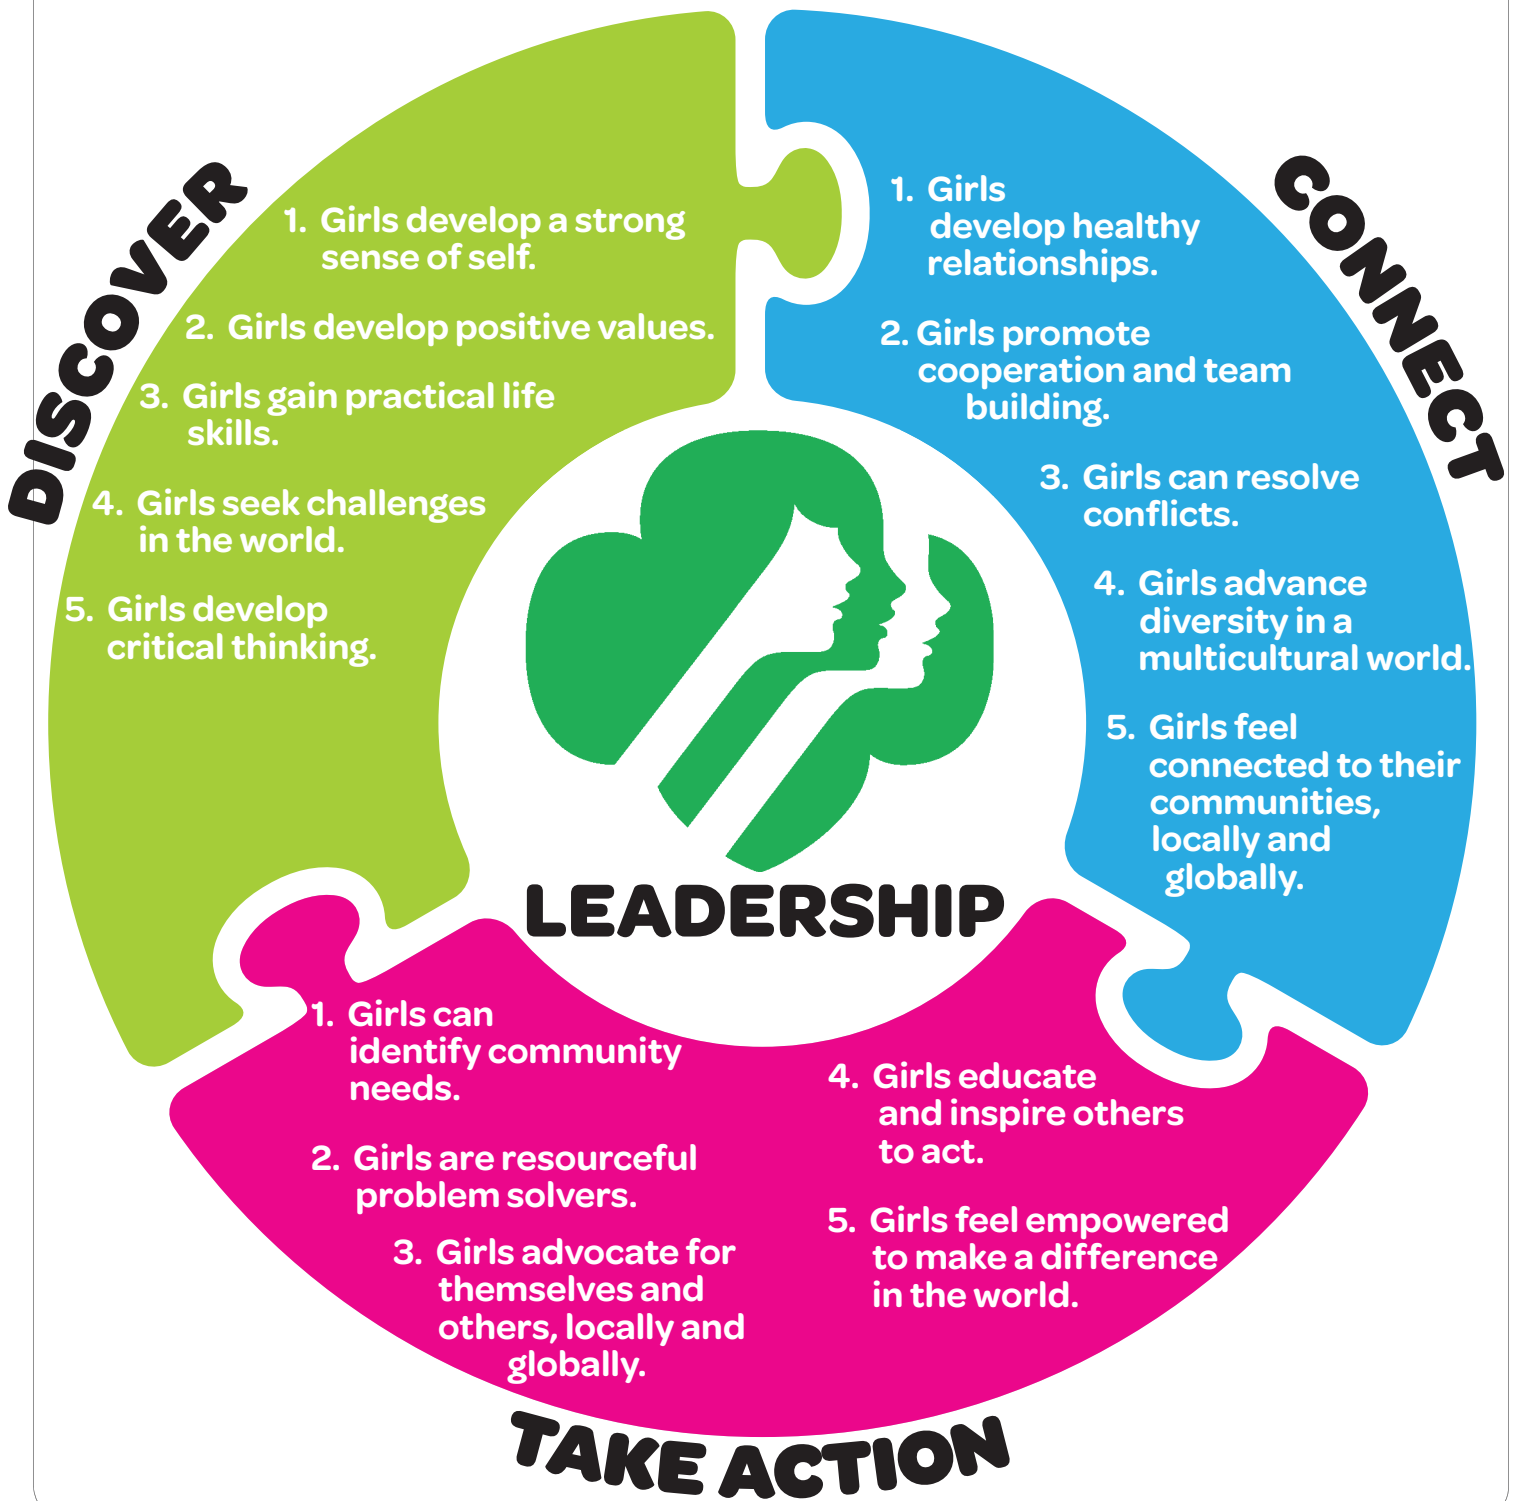 DISCOVER
1. Girls develop a strong
sense of self.
2. Girls develop positive values.
3. Girls gain practical life
skills.
4. Girls seek challenges
in the world.
5. Girls develop
critical thinking.
CONNECT
1. Girls
develop healthy
relationships.
2. Girls promote
cooperation and team
building.
3. Girls can resolve
conflicts.
4. Girls advance
diversity in a
multicultural world.
5. Girls feel
connected to their
communities,
locally and
globally.
LEADERSHIP
1. Girls can
identify community
needs.
2. Girls are resourceful
problem solvers.
3. Girls advocate for
themselves and
others, locally and
globally.
4. Girls educate
and inspire others
to act.
5. Girls feel empowered
to make a difference
in the world.
TAKE ACTION